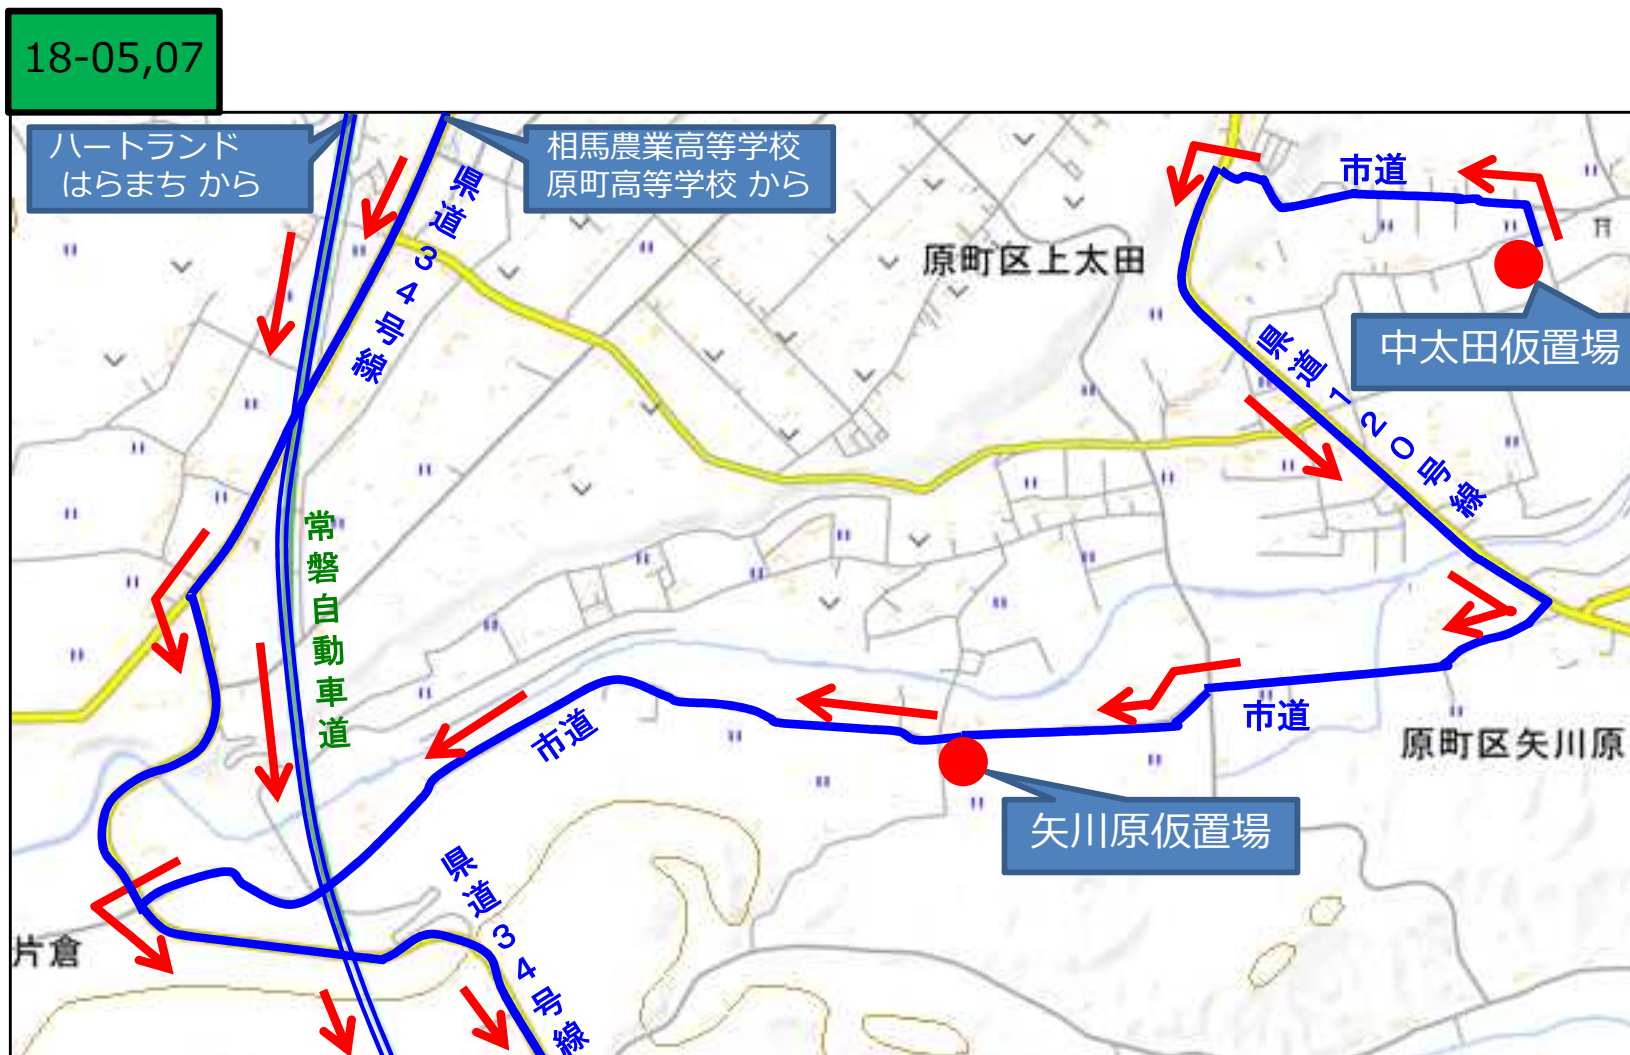 18-05,07
ハートランド
はらまち から
相馬農業高等学校
原町高等学校 から
県道34号線
市道
原町区上太田
中太田仮置場
県道120号線
常磐自動車道
市道
市道
原町区矢川原
矢川原仮置場
県道34号線
片倉